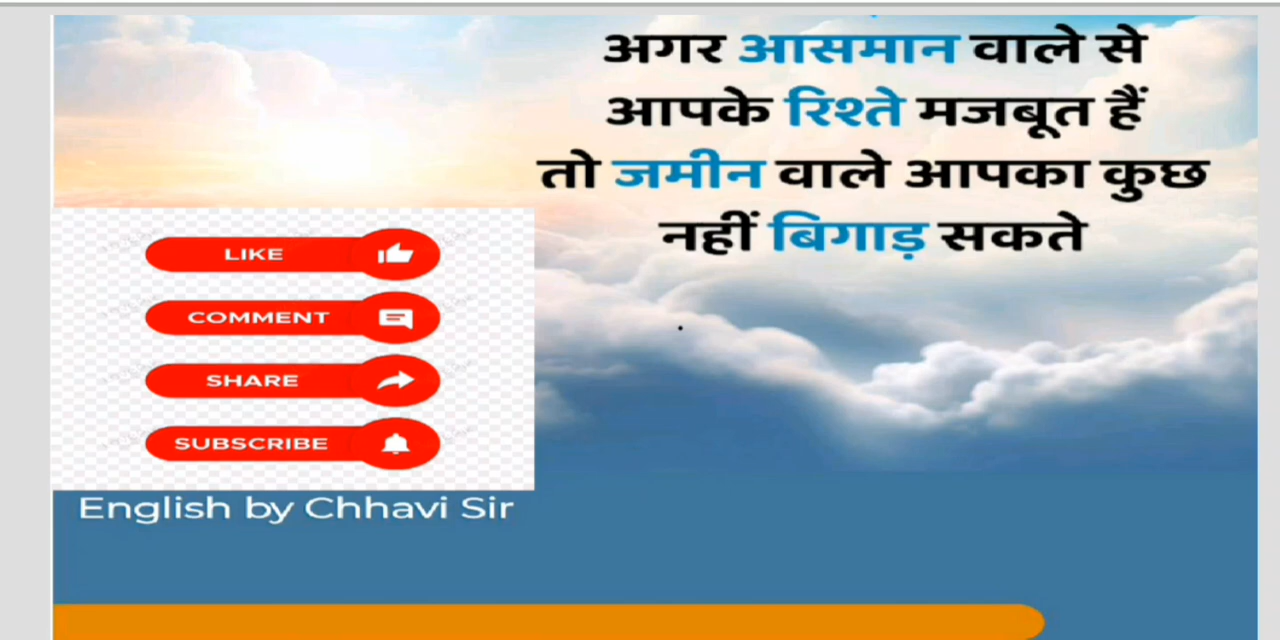 अगर आसमान वाले से
आपके रिश्ते मजबूत हैं
तो जमीन वाले आपका कुछ
नहीं बिगाड़ सकते
LIKE
COMMENT
SHARE
SUBSCRIBE
English by Chhavi Sir